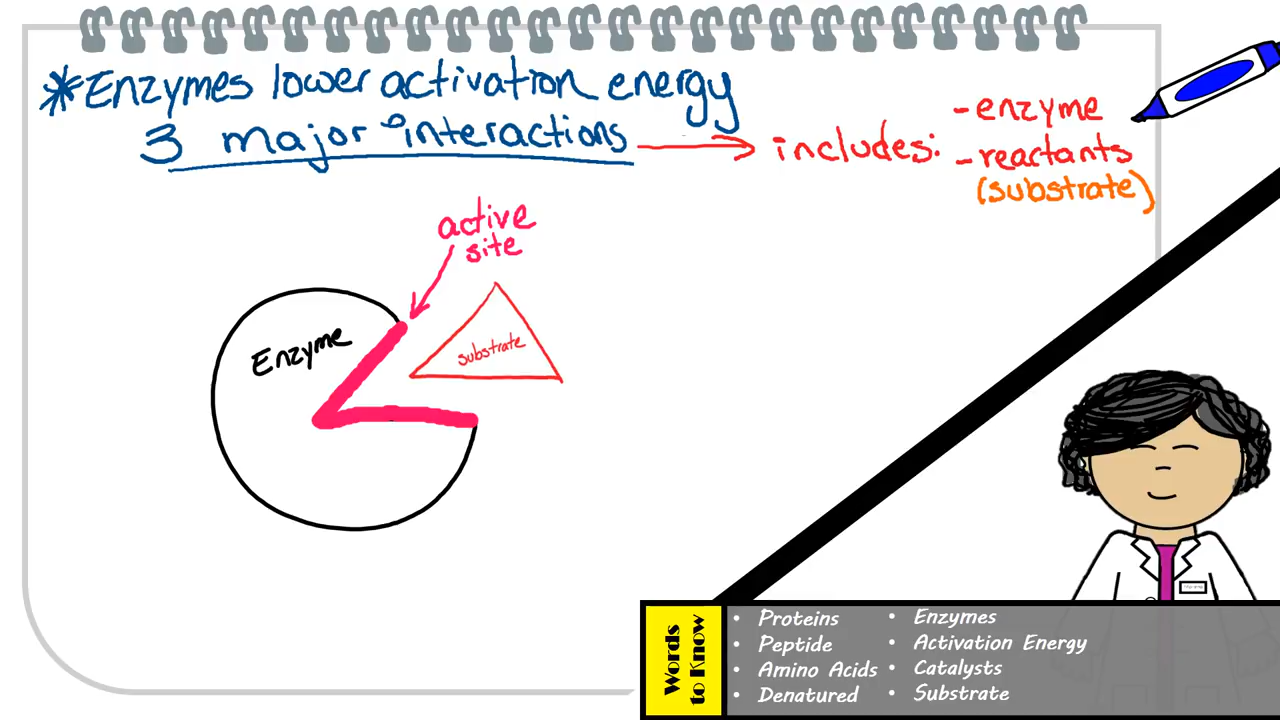 *Enzymes lower activation energy
3 major interactions
includes:
- enzyme
- reactants
(substrate)
active
site
Enzyme
substrate
Words
to Know
• Proteins
• Peptide
• Amino Acids
• Denatured
• Enzymes
• Activation Energy
• Catalysts
• Substrate